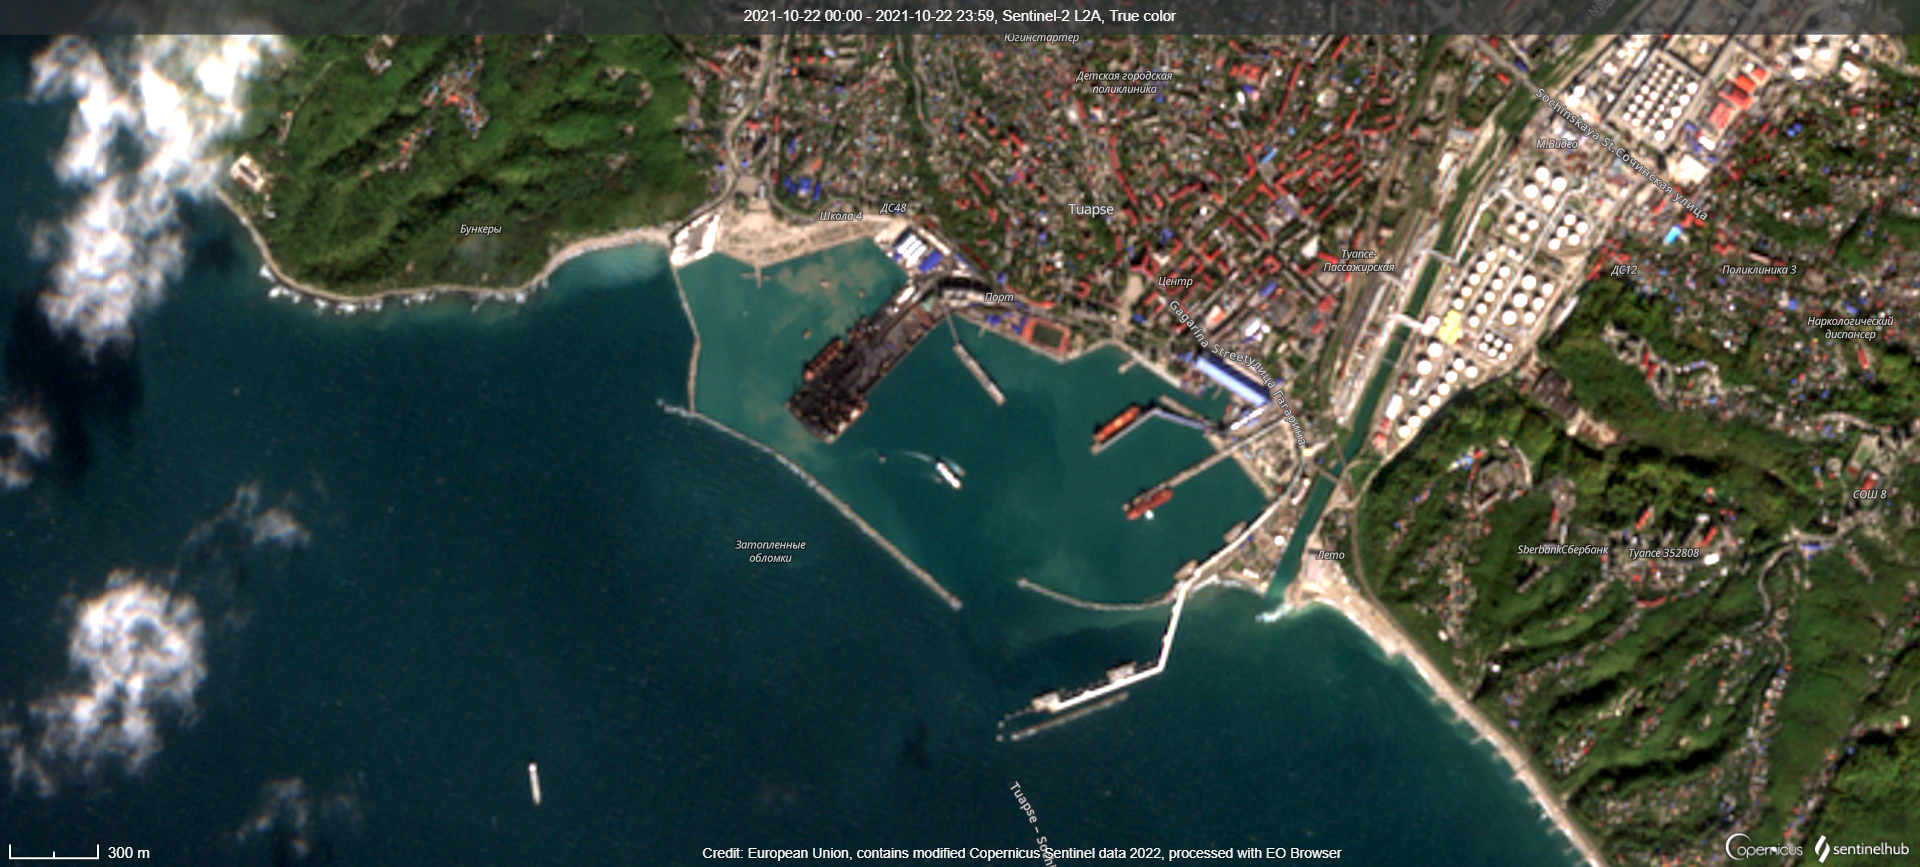 2021-10-22 00:00 - 2021-10-22 23:59, Sentinel-2 L2A, True color
Югинстартер
Детская городская
поликлиника
Sochinskaya St.Сочинская улица
М.Видео
Школа 4
ДС48
Tuapse
Бункеры
Туапсе-
Пассажирская
ДС12
Поликлиника 3
Центр
Порт
Gagarina Streetулица Гагарина
Наркологический
диспансер
СОШ 8
Затопленные
обломки
Лето
SberbankСбербанк
Туапсе 352808
Tuapse – Sochi
300 m
Credit: European Union, contains modified Copernicus Sentinel data 2022, processed with EO Browser
opernicus
sentinelhub